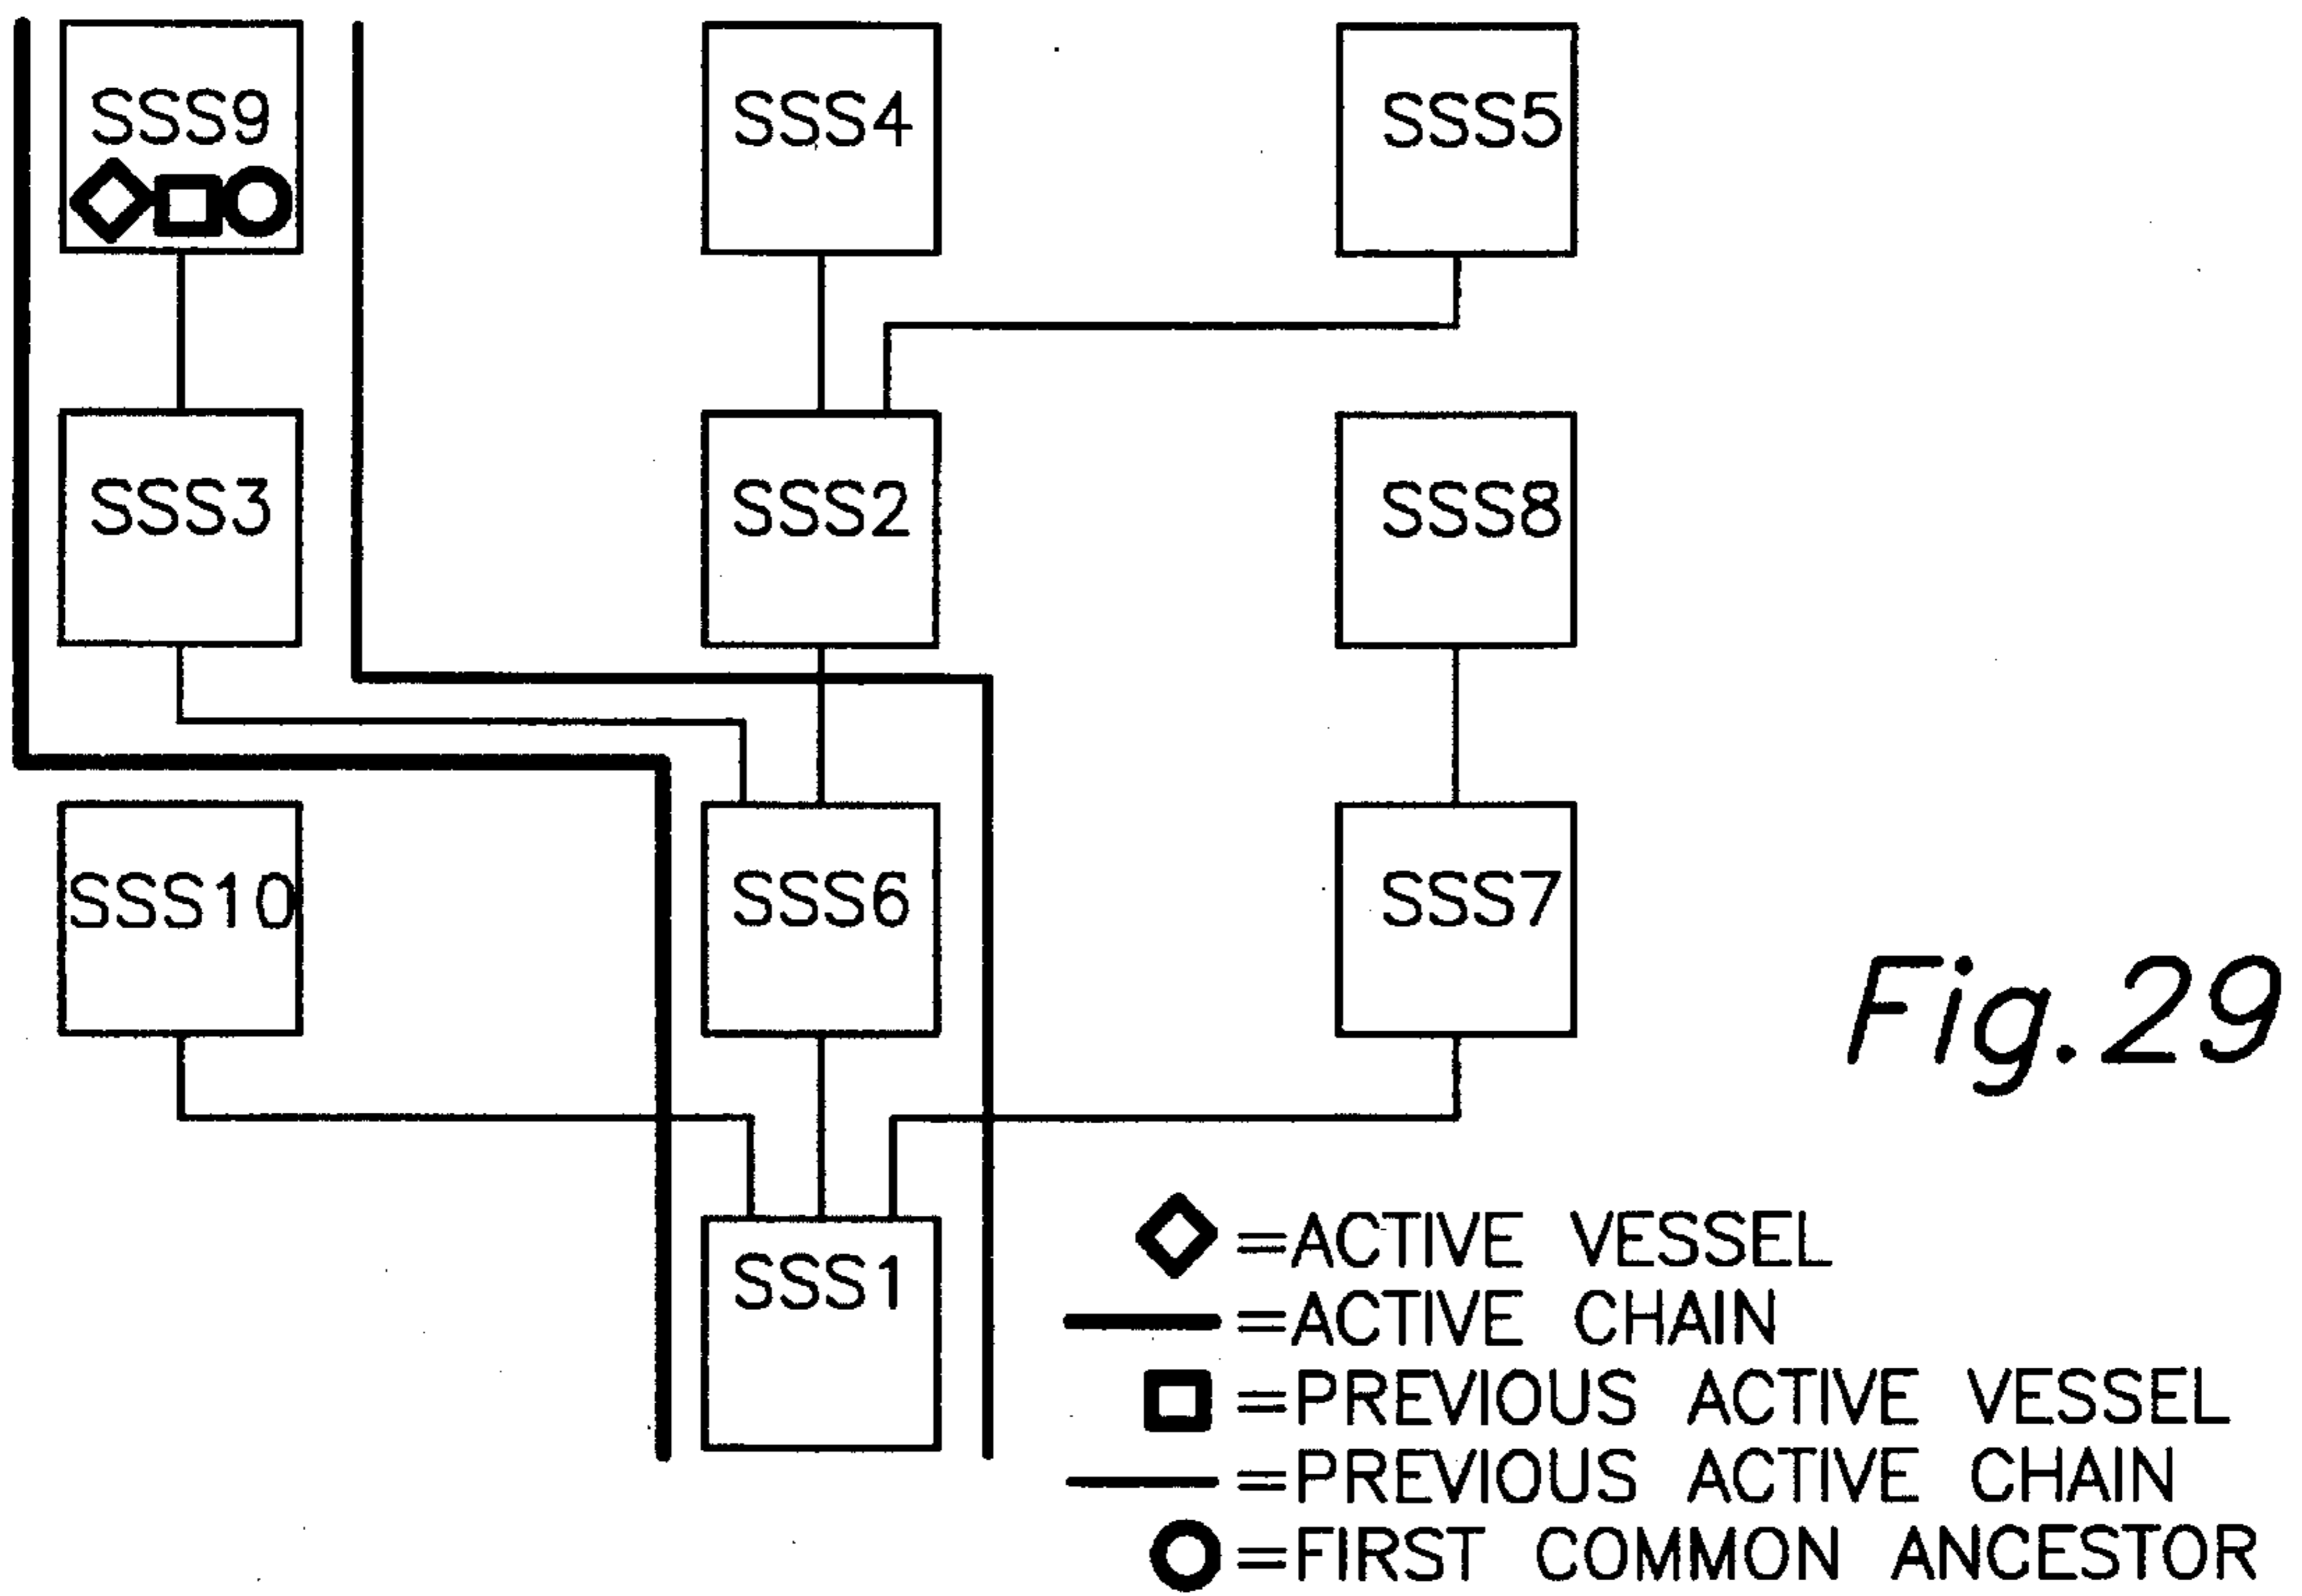 SSS9
SSS4
SSS5
SSS3
SSS2
SSS8
SSS10
SSS6
SSS7
Fig.29
SSS1
=ACTIVE VESSEL
=ACTIVE CHAIN
=PREVIOUS ACTIVE VESSEL
=PREVIOUS ACTIVE CHAIN
=FIRST COMMON ANCESTOR